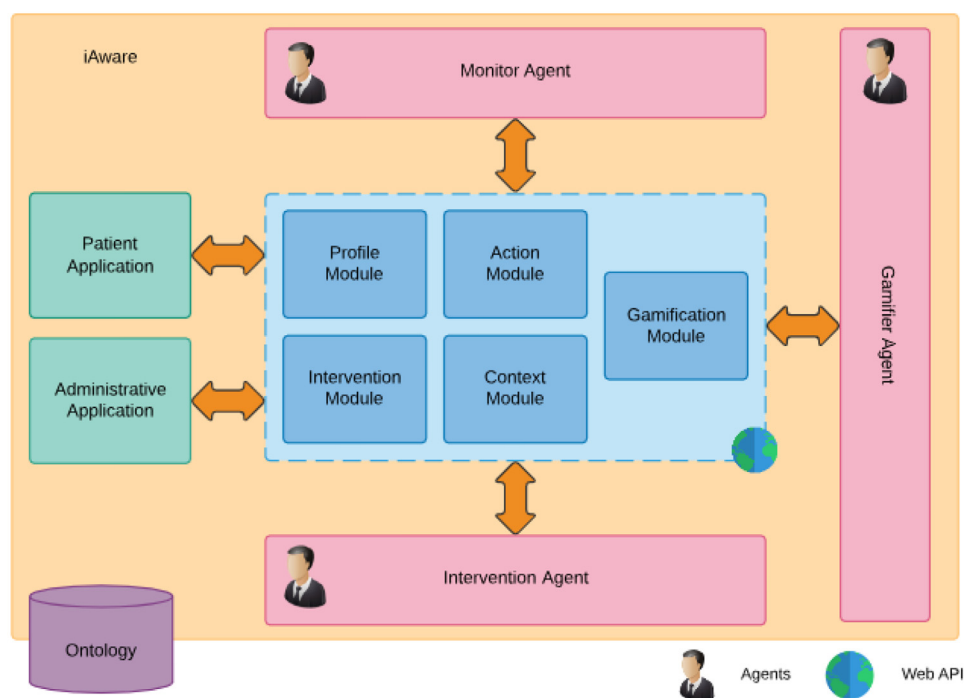 iAware
Monitor Agent
Patient
Application
Profile
Module
Action
Module
Gamification
Module
Gamifier Agent
Administrative
Application
Intervention
Module
Context
Module
Intervention Agent
Ontology
Agents
Web API